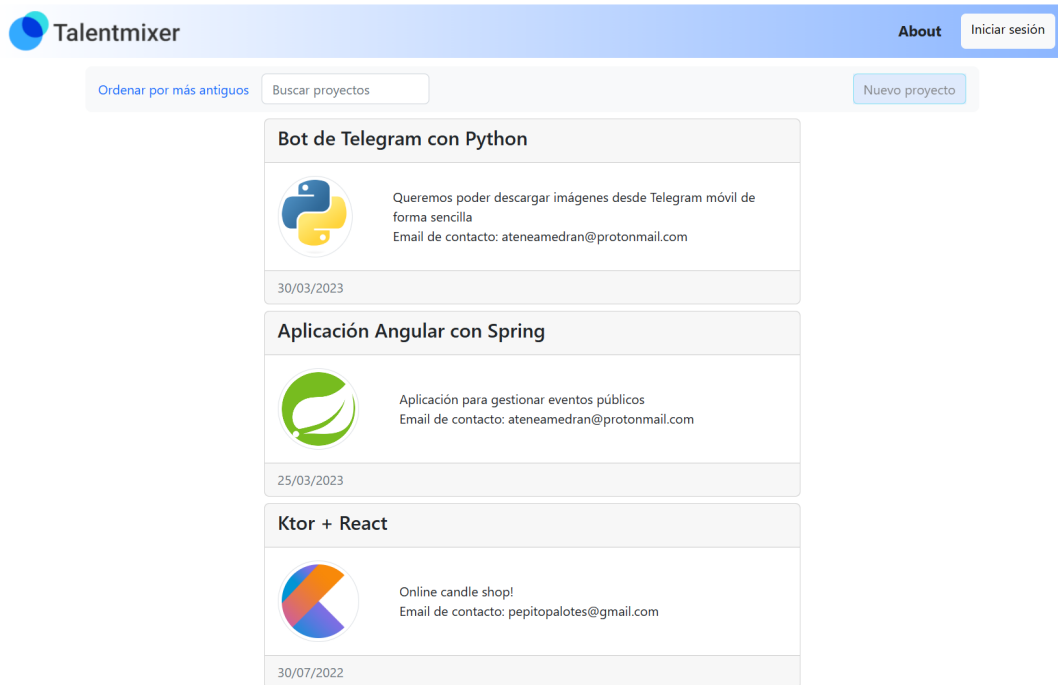 Talentmixer
About
Iniciar sesión
Ordenar por más antiguos
Buscar proyectos
Nuevo proyecto
Bot de Telegram con Python
Queremos poder descargar imágenes desde Telegram móvil de
forma sencilla
Email de contacto: ateneamedran@protonmail.com
30/03/2023
Aplicación Angular con Spring
Aplicación para gestionar eventos públicos
Email de contacto: ateneamedran@protonmail.com
25/03/2023
Ktor + React
Online candle shop!
Email de contacto: pepitopalotes@gmail.com
30/07/2022